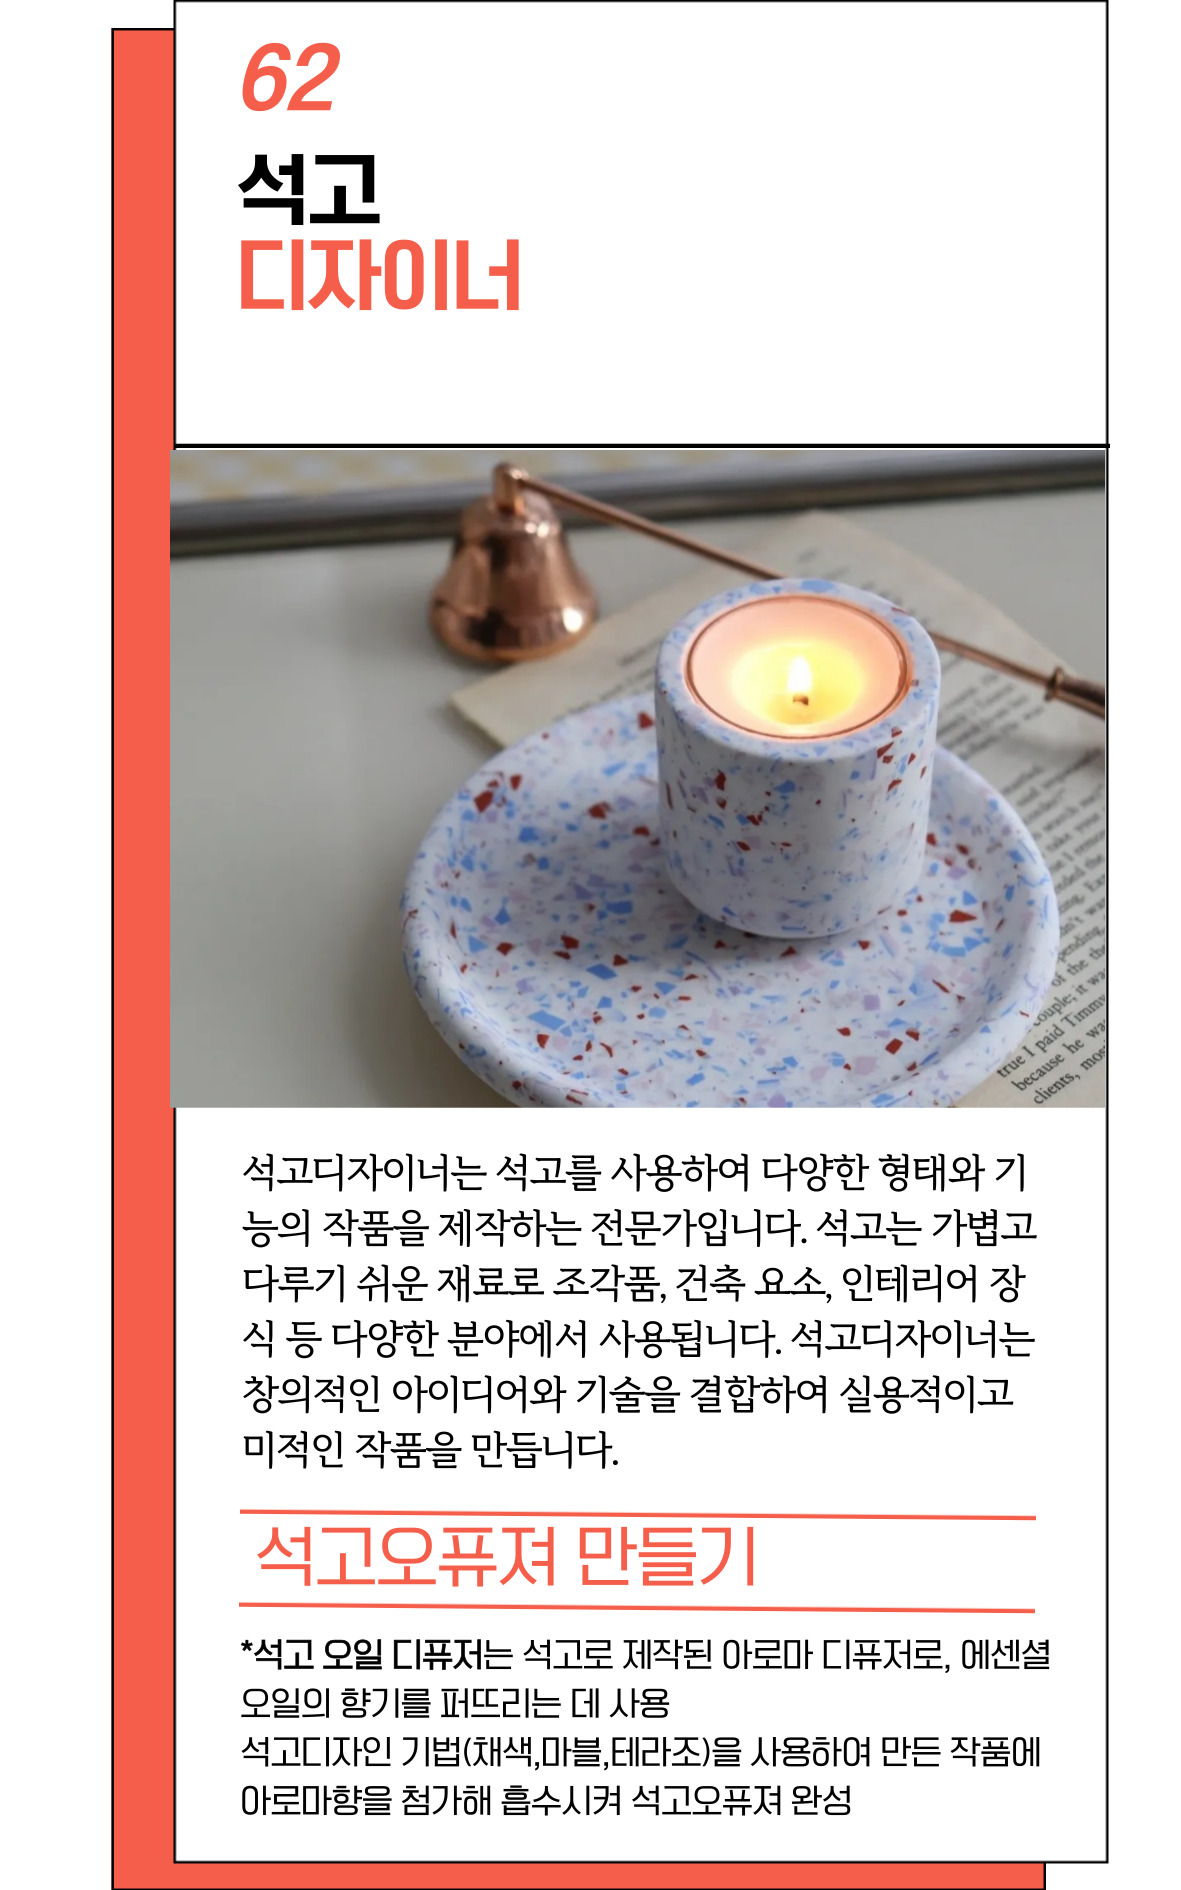 62
석고
디자이너
true I paid Timmy
because he was
clients, most
석고디자이너는 석고를 사용하여 다양한 형태와 기
능의 작품을 제작하는 전문가입니다. 석고는 가볍고
다루기 쉬운 재료로 조각품, 건축 요소, 인테리어 장
식 등 다양한 분야에서 사용됩니다. 석고디자이너는
창의적인 아이디어와 기술을 결합하여 실용적이고
미적인 작품을 만듭니다.
석고오퓨져 만들기
*석고 오일 디퓨저는 석고로 제작된 아로마 디퓨저로, 에센셜
오일의 향기를 퍼뜨리는 데 사용
석고디자인 기법(채색,마블,테라조)을 사용하여 만든 작품에
아로마향을 첨가해 흡수시켜 석고오퓨져 완성